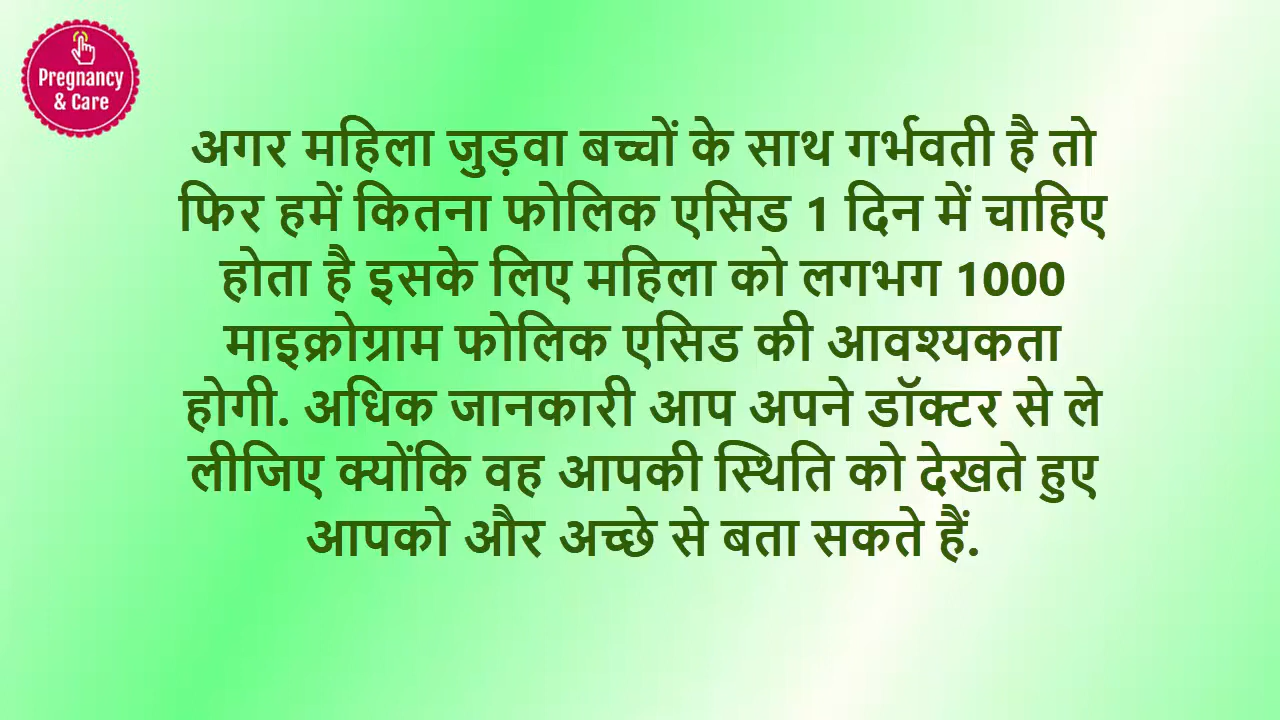 Pregnancy
& Care
अगर महिला जुड़वा बच्चों के साथ गर्भवती है तो
फिर हमें कितना फोलिक एसिड 1 दिन में चाहिए
होता है इसके लिए महिला को लगभग 1000
माइक्रोग्राम फोलिक एसिड की आवश्यकता
होगी. अधिक जानकारी आप अपने डॉक्टर से ले
लीजिए क्योंकि वह आपकी स्थिति को देखते हुए
आपको और अच्छे से बता सकते हैं.